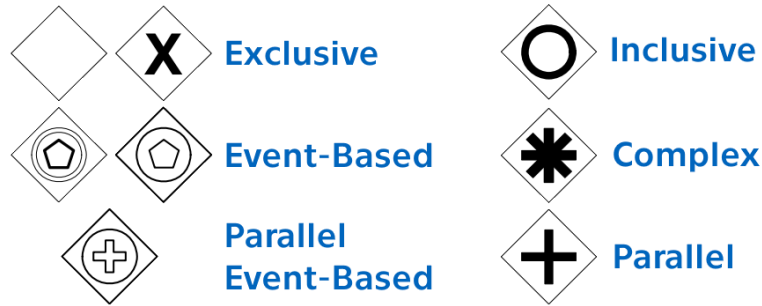 X Exclusive
Inclusive
Event-Based
Complex
Parallel
Event-Based
Parallel